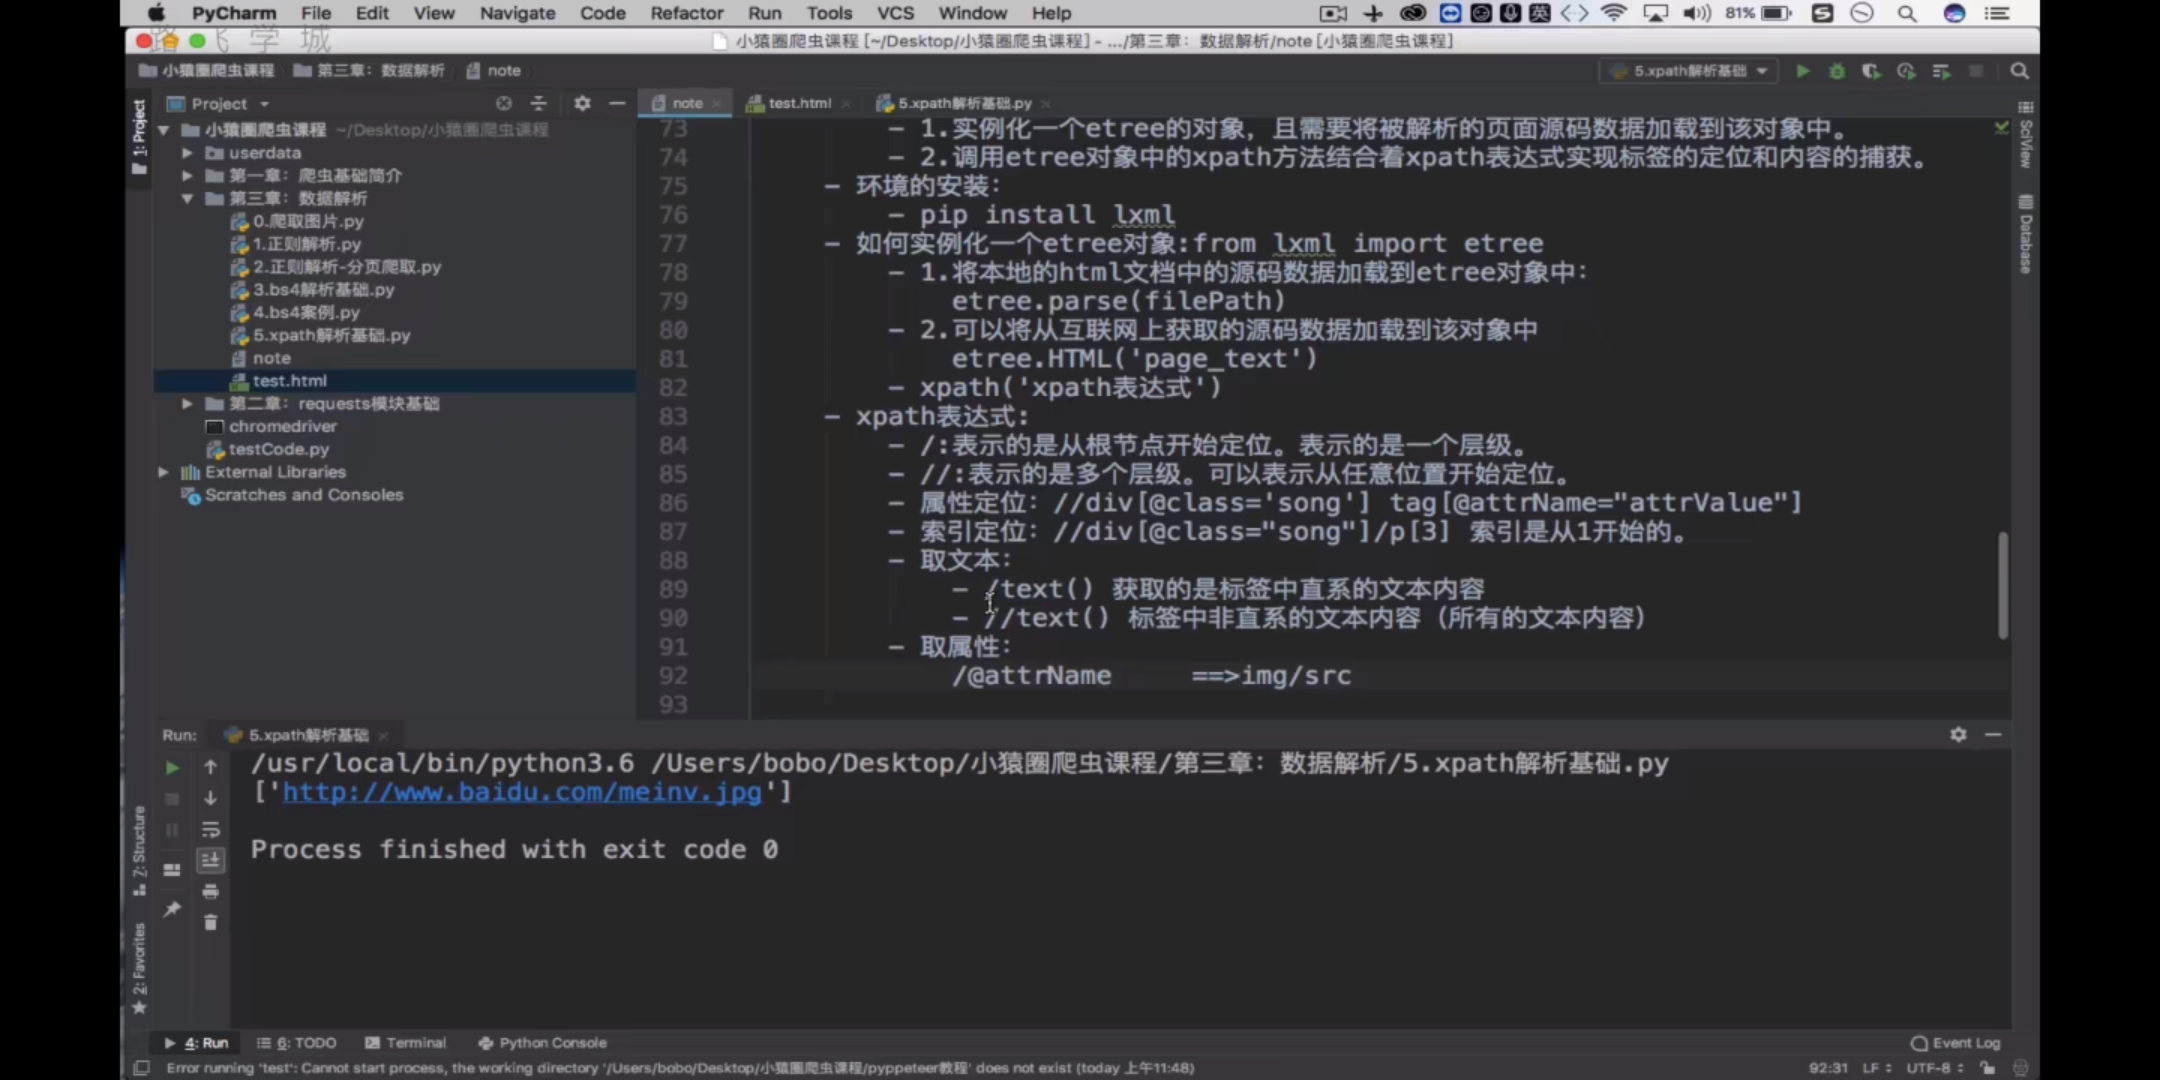 PyCharm File Edit View Navigate Code Refactor Run Tools VCS Window Help 英 81%
路飞学城
小猿圈爬虫课程 [~/Desktop/小猿圈爬虫课程] - .../第三章：数据解析/note [小猿圈爬虫课程]
小猿圈爬虫课程 第三章：数据解析 note 5.xpath解析基础
Project note test.html 5.xpath解析基础.py
1: Project
小猿圈爬虫课程 ~/Desktop/小猿圈爬虫课程
userdata
第一章：爬虫基础简介
第三章：数据解析
0.爬取图片.py
1.正则解析.py
2.正则解析-分页爬取.py
3.bs4解析基础.py
4.bs4案例.py
5.xpath解析基础.py
note
test.html
第二章：requests模块基础
chromedriver
testCode.py
External Libraries
Scratches and Consoles
73 - 1.实例化一个etree的对象，且需要将被解析的页面源码数据加载到该对象中。
74 - 2.调用etree对象中的xpath方法结合着xpath表达式实现标签的定位和内容的捕获。
75 - 环境的安装：
76 - pip install lxml
77 - 如何实例化一个etree对象:from lxml import etree
78 - 1.将本地的html文档中的源码数据加载到etree对象中：
79 etree.parse(filePath)
80 - 2.可以将从互联网上获取的源码数据加载到该对象中
81 etree.HTML('page_text')
82 - xpath('xpath表达式')
83 - xpath表达式:
84 - /:表示的是从根节点开始定位。表示的是一个层级。
85 - //:表示的是多个层级。可以表示从任意位置开始定位。
86 - 属性定位：//div[@class='song'] tag[@attrName="attrValue"]
87 - 索引定位：//div[@class="song"]/p[3] 索引是从1开始的。
88 - 取文本：
89 - /text() 获取的是标签中直系的文本内容
90 - //text() 标签中非直系的文本内容（所有的文本内容）
91 - 取属性：
92 /@attrName ==>img/src
93
SciView
Database
Run: 5.xpath解析基础
/usr/local/bin/python3.6 /Users/bobo/Desktop/小猿圈爬虫课程/第三章：数据解析/5.xpath解析基础.py
['http://www.baidu.com/meinv.jpg']
Process finished with exit code 0
Z: Structure
2: Favorites
4: Run 6: TODO Terminal Python Console Event Log
Error running 'test': Cannot start process, the working directory '/Users/bobo/Desktop/小猿圈爬虫课程/pyppeteer教程' does not exist (today 上午11:48) 92:31 LF UTF-8